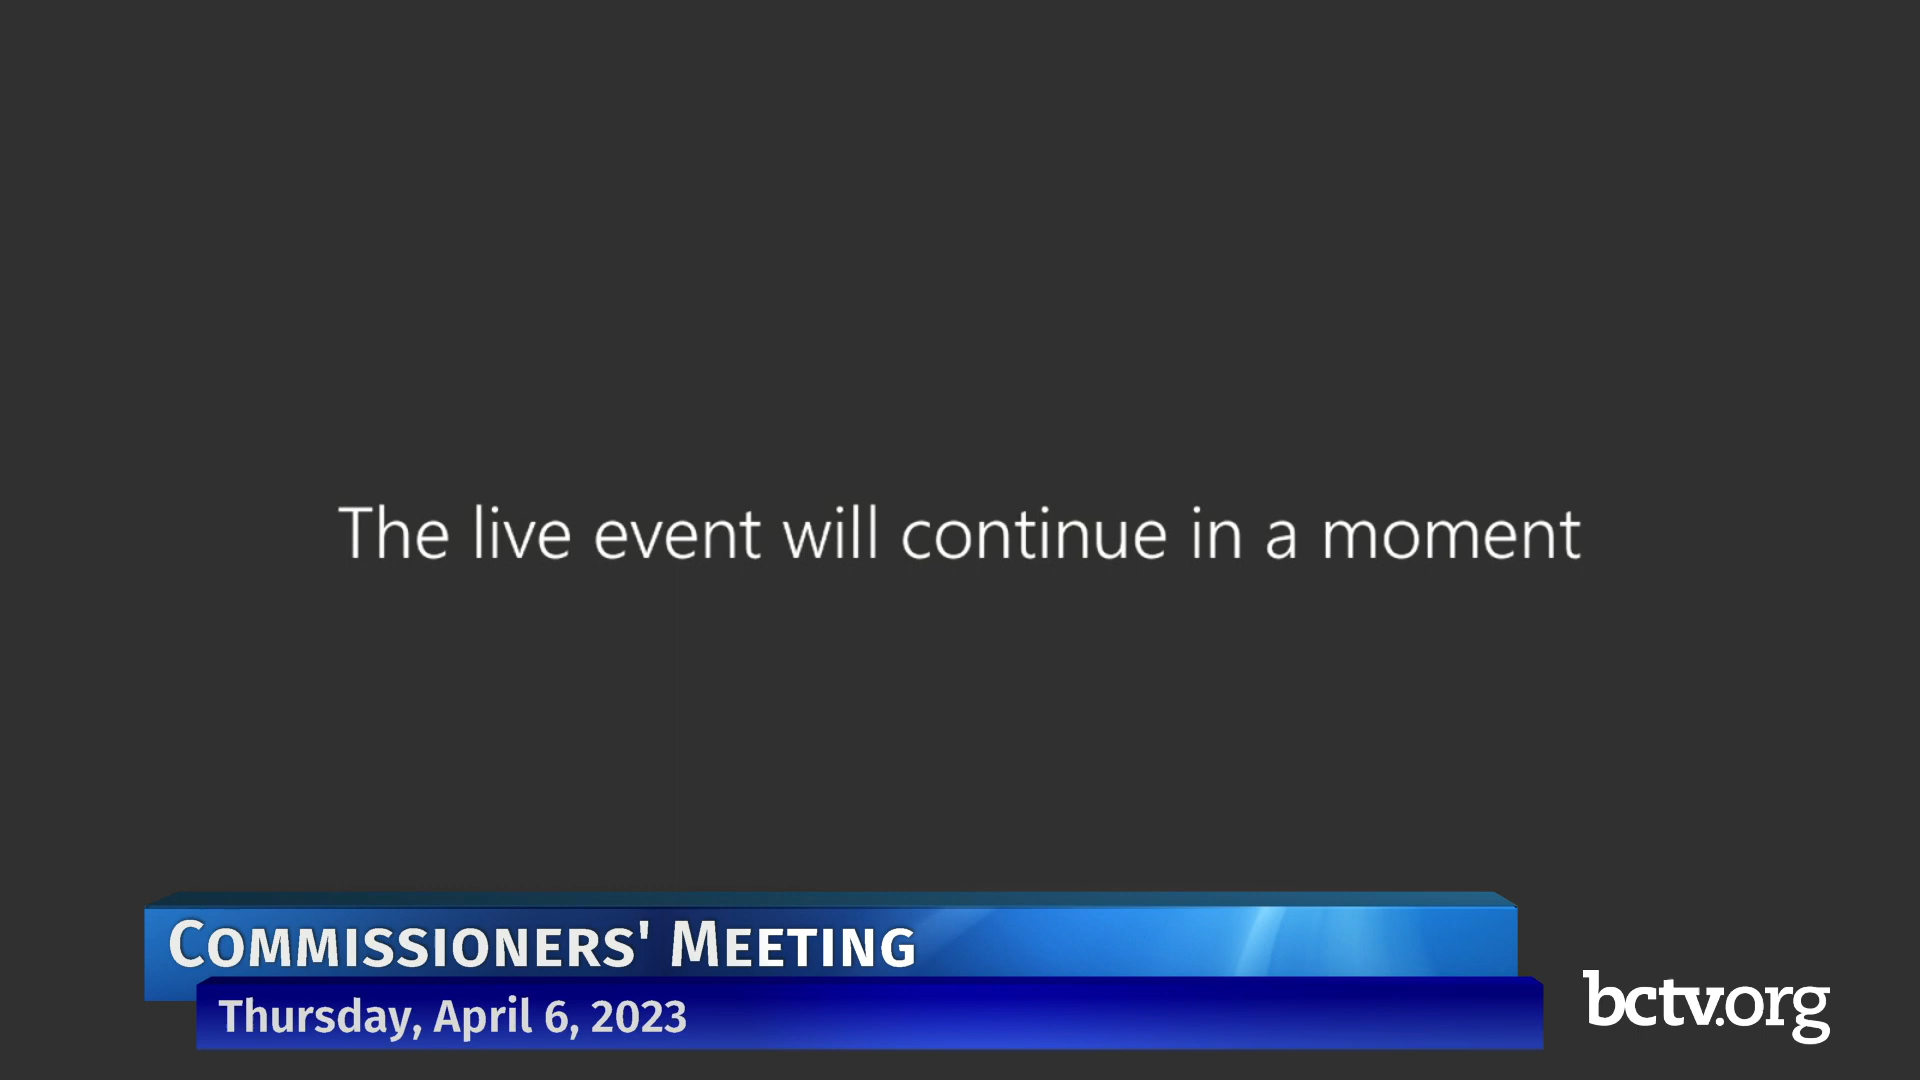 The live event will continue in a moment
Commissioners' Meeting
Thursday, April 6, 2023
bctv.org